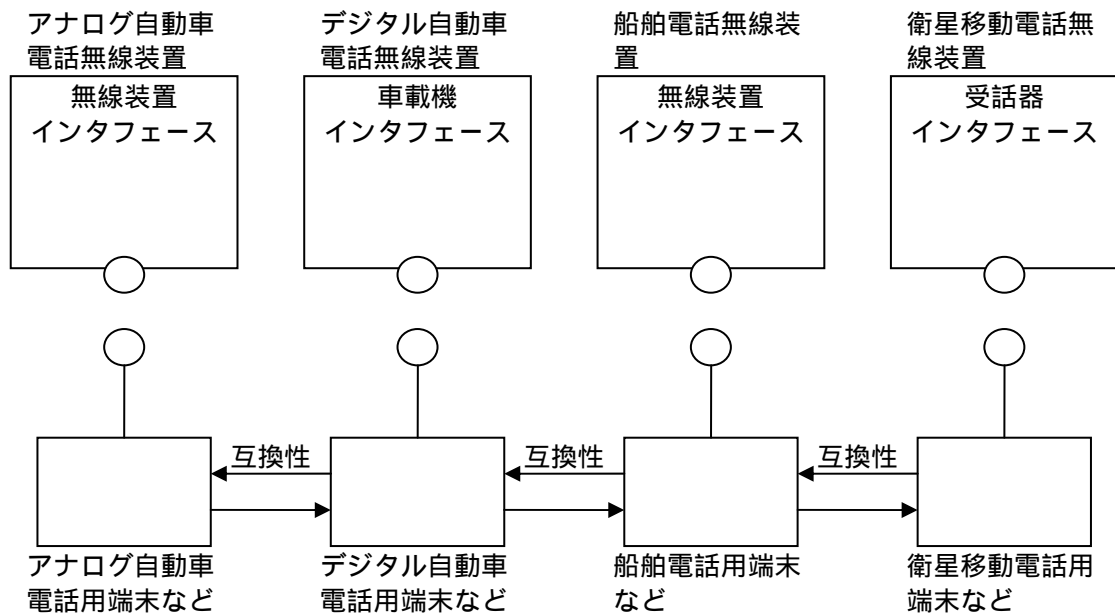 アナログ自動車
電話無線装置
デジタル自動車
電話無線装置
船舶電話無線装
置
衛星移動電話無
線装置
無線装置
インタフェース
車載機
インタフェース
無線装置
インタフェース
受話器
インタフェース
互換性
互換性
互換性
アナログ自動車
電話用端末など
デジタル自動車
電話用端末など
船舶電話用端末
など
衛星移動電話用
端末など